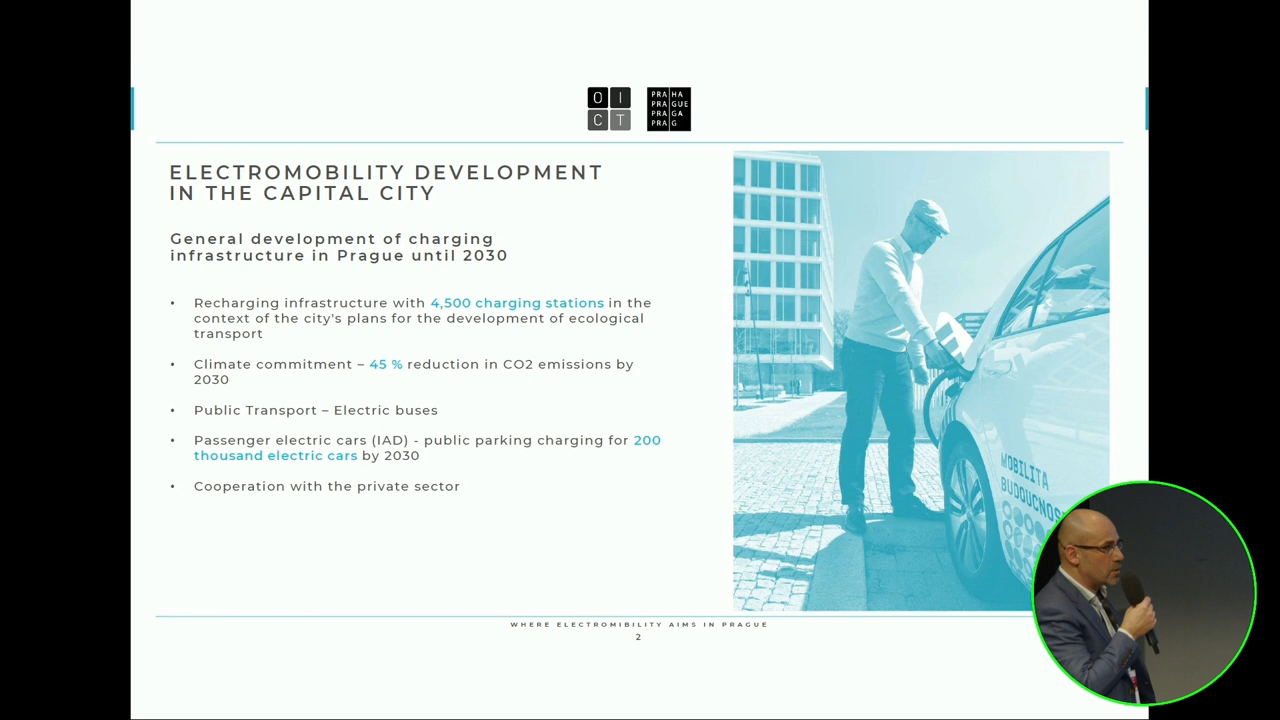 O I
C T
PRA HA
PRA GUE
PRA GA
PRA G
ELECTROMOBILITY DEVELOPMENT
IN THE CAPITAL CITY
General development of charging
infrastructure in Prague until 2030
• Recharging infrastructure with 4,500 charging stations in the
context of the city's plans for the development of ecological
transport
• Climate commitment – 45 % reduction in CO2 emissions by
2030
• Public Transport – Electric buses
• Passenger electric cars (IAD) - public parking charging for 200
thousand electric cars by 2030
• Cooperation with the private sector
MOBILITA
WHERE ELECTROMIBILITY AIMS IN PRAGUE
2